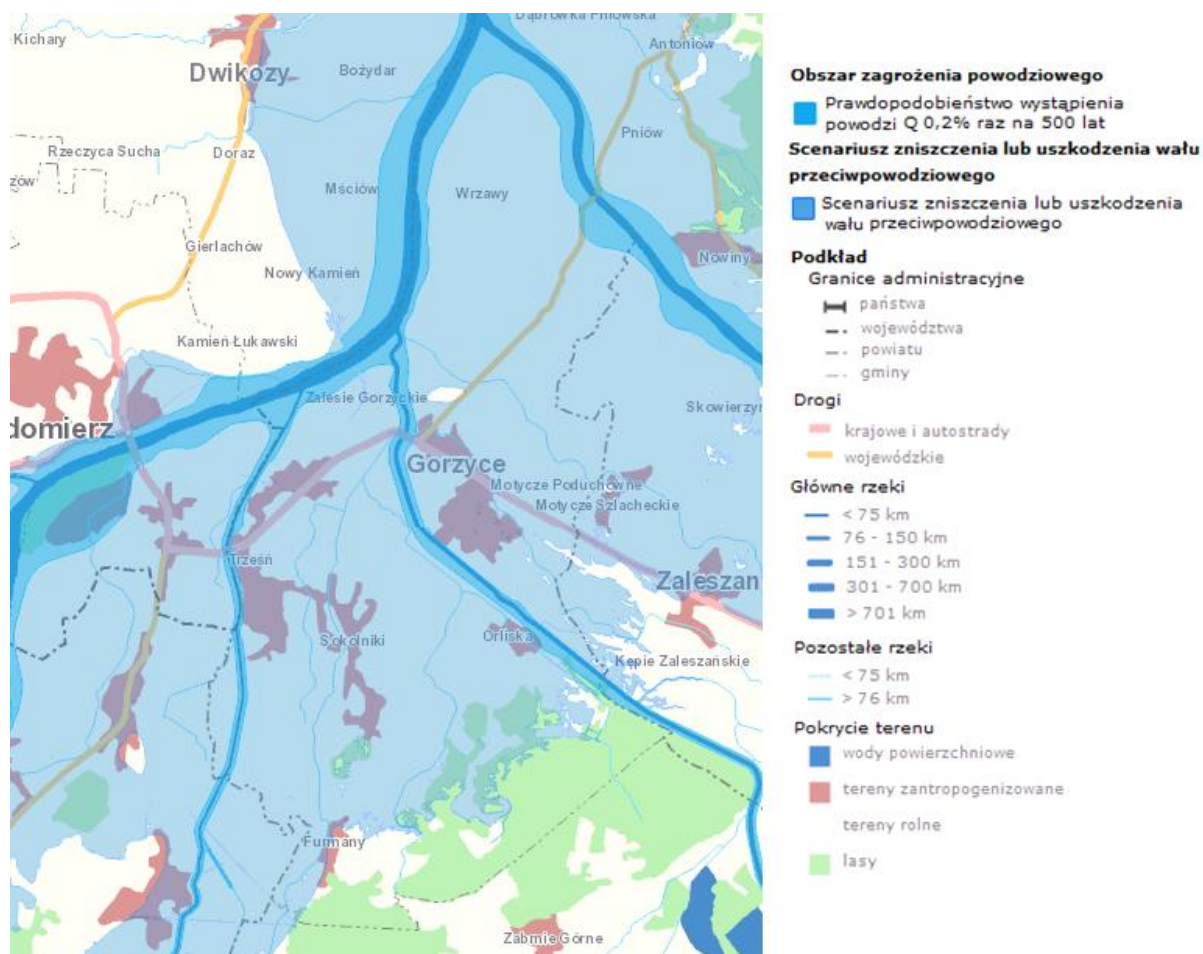 Dąbrówka Pniowska
Kichary
Antoniów
Dwikozy
Bożydar
Pniów
Rzeczyca Sucha
Doraz
Mściów
Wrzawy
Gierlachów
Nowiny
Nowy Kamień
Kamień Łukawski
Zalesie Gorzyckie
Skowierzyn
domierz
Gorzyce
Motycze Poduchowne
Motycze Szlacheckie
Trześń
Zaleszan
Sokolniki
Orliska
Kępie Zaleszańskie
Furmany
Żabmie Górne
Obszar zagrożenia powodziowego
Prawdopodobieństwo wystąpienia
powodzi Q 0,2% raz na 500 lat
Scenariusz zniszczenia lub uszkodzenia wału
przeciwpowodziowego
Scenariusz zniszczenia lub uszkodzenia
wału przeciwpowodziowego
Podkład
Granice administracyjne
państwa
województwa
powiatu
gminy
Drogi
krajowe i autostrady
wojewódzkie
Główne rzeki
< 75 km
76 - 150 km
151 - 300 km
301 - 700 km
> 701 km
Pozostałe rzeki
< 75 km
> 76 km
Pokrycie terenu
wody powierzchniowe
tereny zantropogenizowane
tereny rolne
lasy